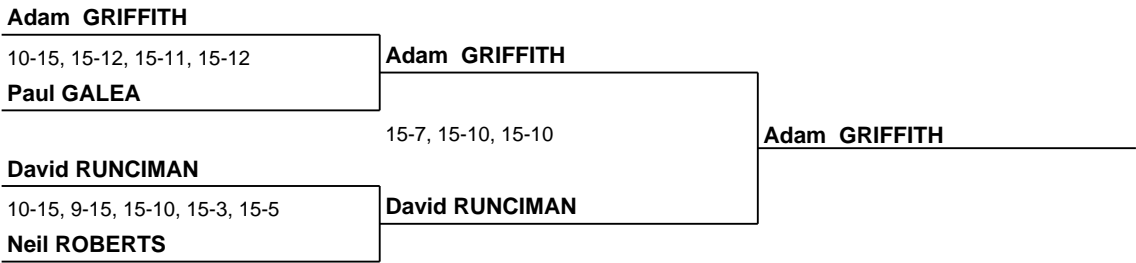 Adam GRIFFITH
10-15, 15-12, 15-11, 15-12
Adam GRIFFITH
Paul GALEA
15-7, 15-10, 15-10
Adam GRIFFITH
David RUNCIMAN
10-15, 9-15, 15-10, 15-3, 15-5
David RUNCIMAN
Neil ROBERTS